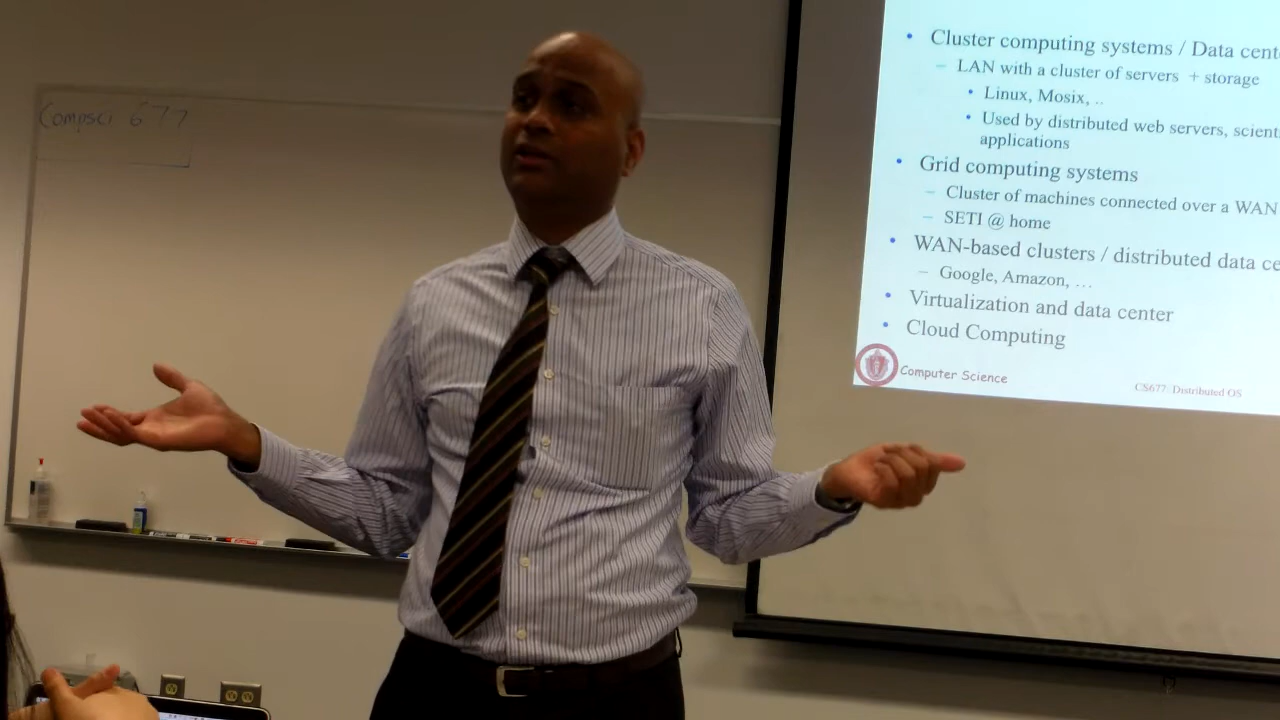 Compsci 677
• Cluster computing systems / Data cent
– LAN with a cluster of servers + storage
• Linux, Mosix, ..
• Used by distributed web servers, scient
applications
• Grid computing systems
– Cluster of machines connected over a WAN
– SETI @ home
• WAN-based clusters / distributed data ce
– Google, Amazon, …
• Virtualization and data center
• Cloud Computing
Computer Science
CS677: Distributed OS